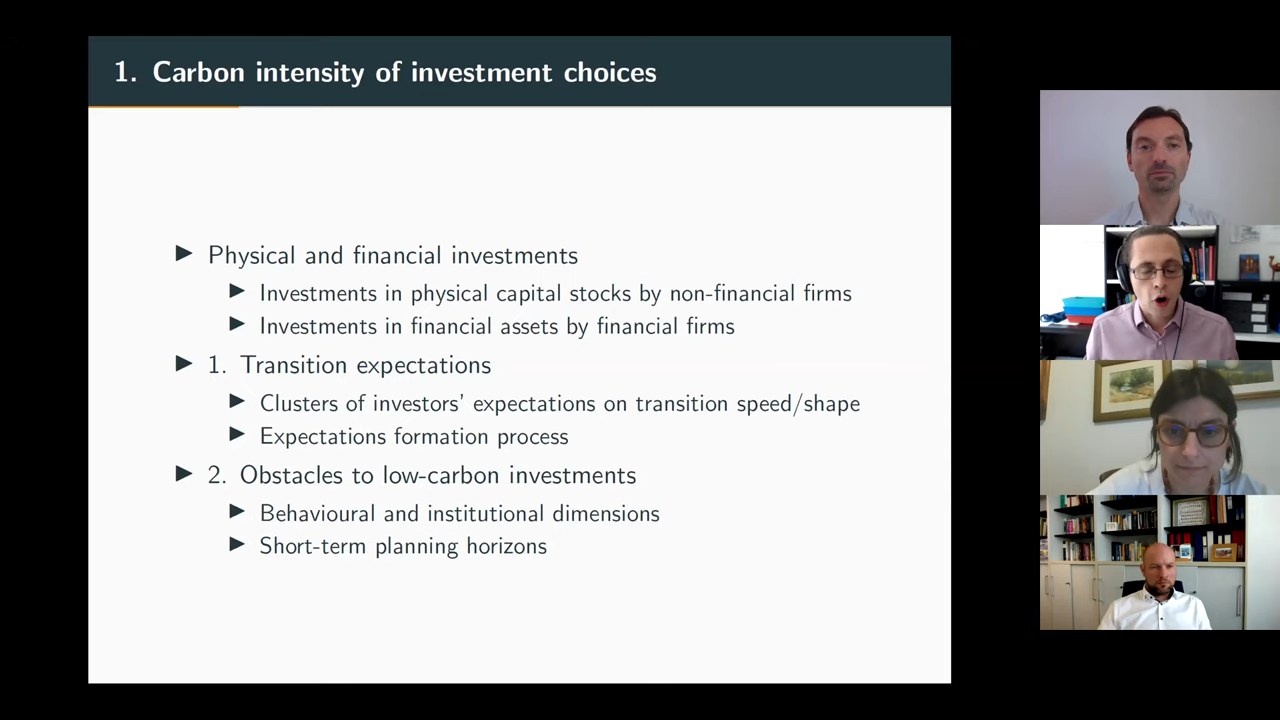 1. Carbon intensity of investment choices
▶ Physical and financial investments
▶ Investments in physical capital stocks by non-financial firms
▶ Investments in financial assets by financial firms
▶ 1. Transition expectations
▶ Clusters of investors' expectations on transition speed/shape
▶ Expectations formation process
▶ 2. Obstacles to low-carbon investments
▶ Behavioural and institutional dimensions
▶ Short-term planning horizons